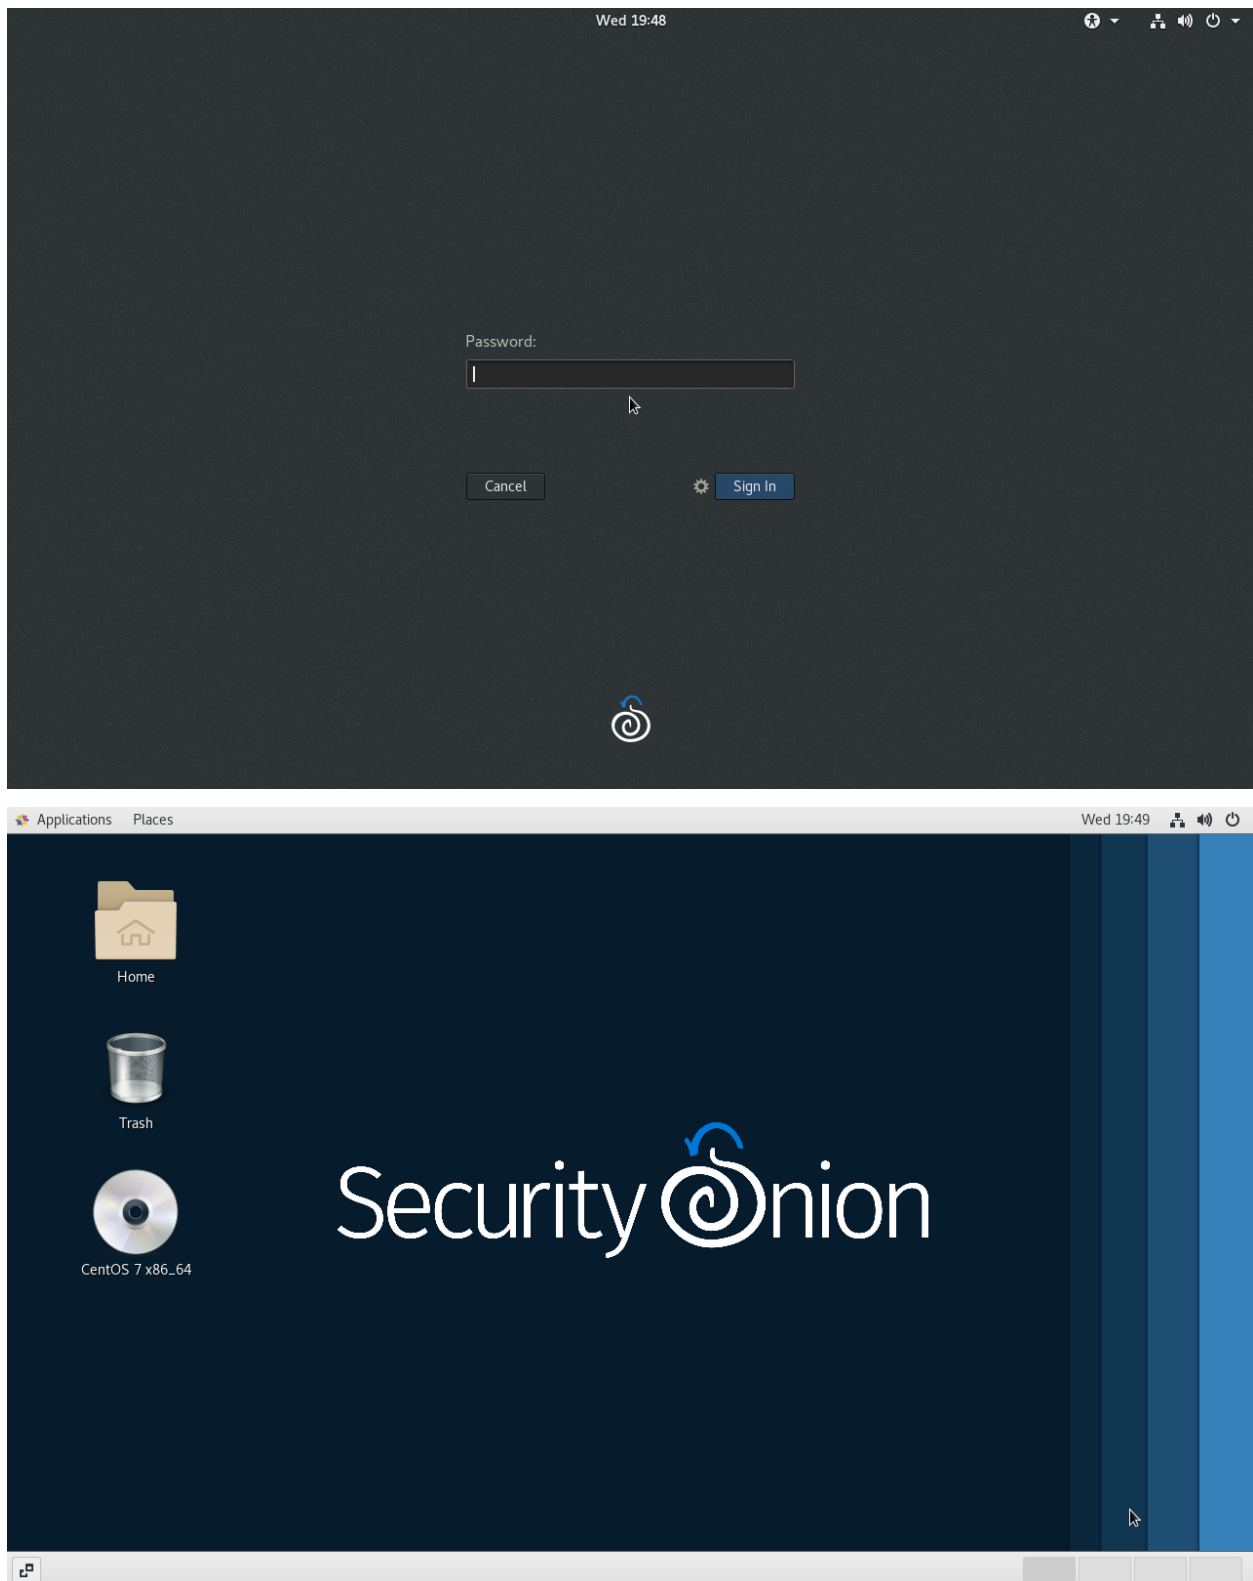 Wed 19:48
Password:
Cancel
Sign In
Applications Places Wed 19:49
Home
Trash
CentOS 7 x86_64
Security Onion